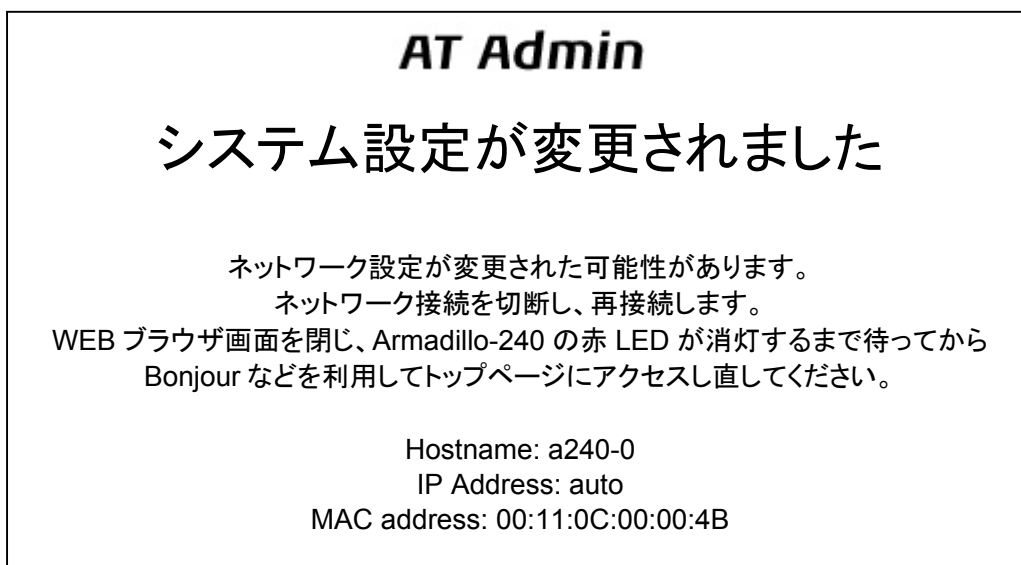 AT Admin
システム設定が変更されました
ネットワーク設定が変更された可能性があります。
ネットワーク接続を切断し、再接続します。
WEB ブラウザ画面を閉じ、Armadillo-240 の赤 LED が消灯するまで待ってから
Bonjour などを利用してトップページにアクセスし直してください。
Hostname: a240-0
IP Address: auto
MAC address: 00:11:0C:00:00:4B